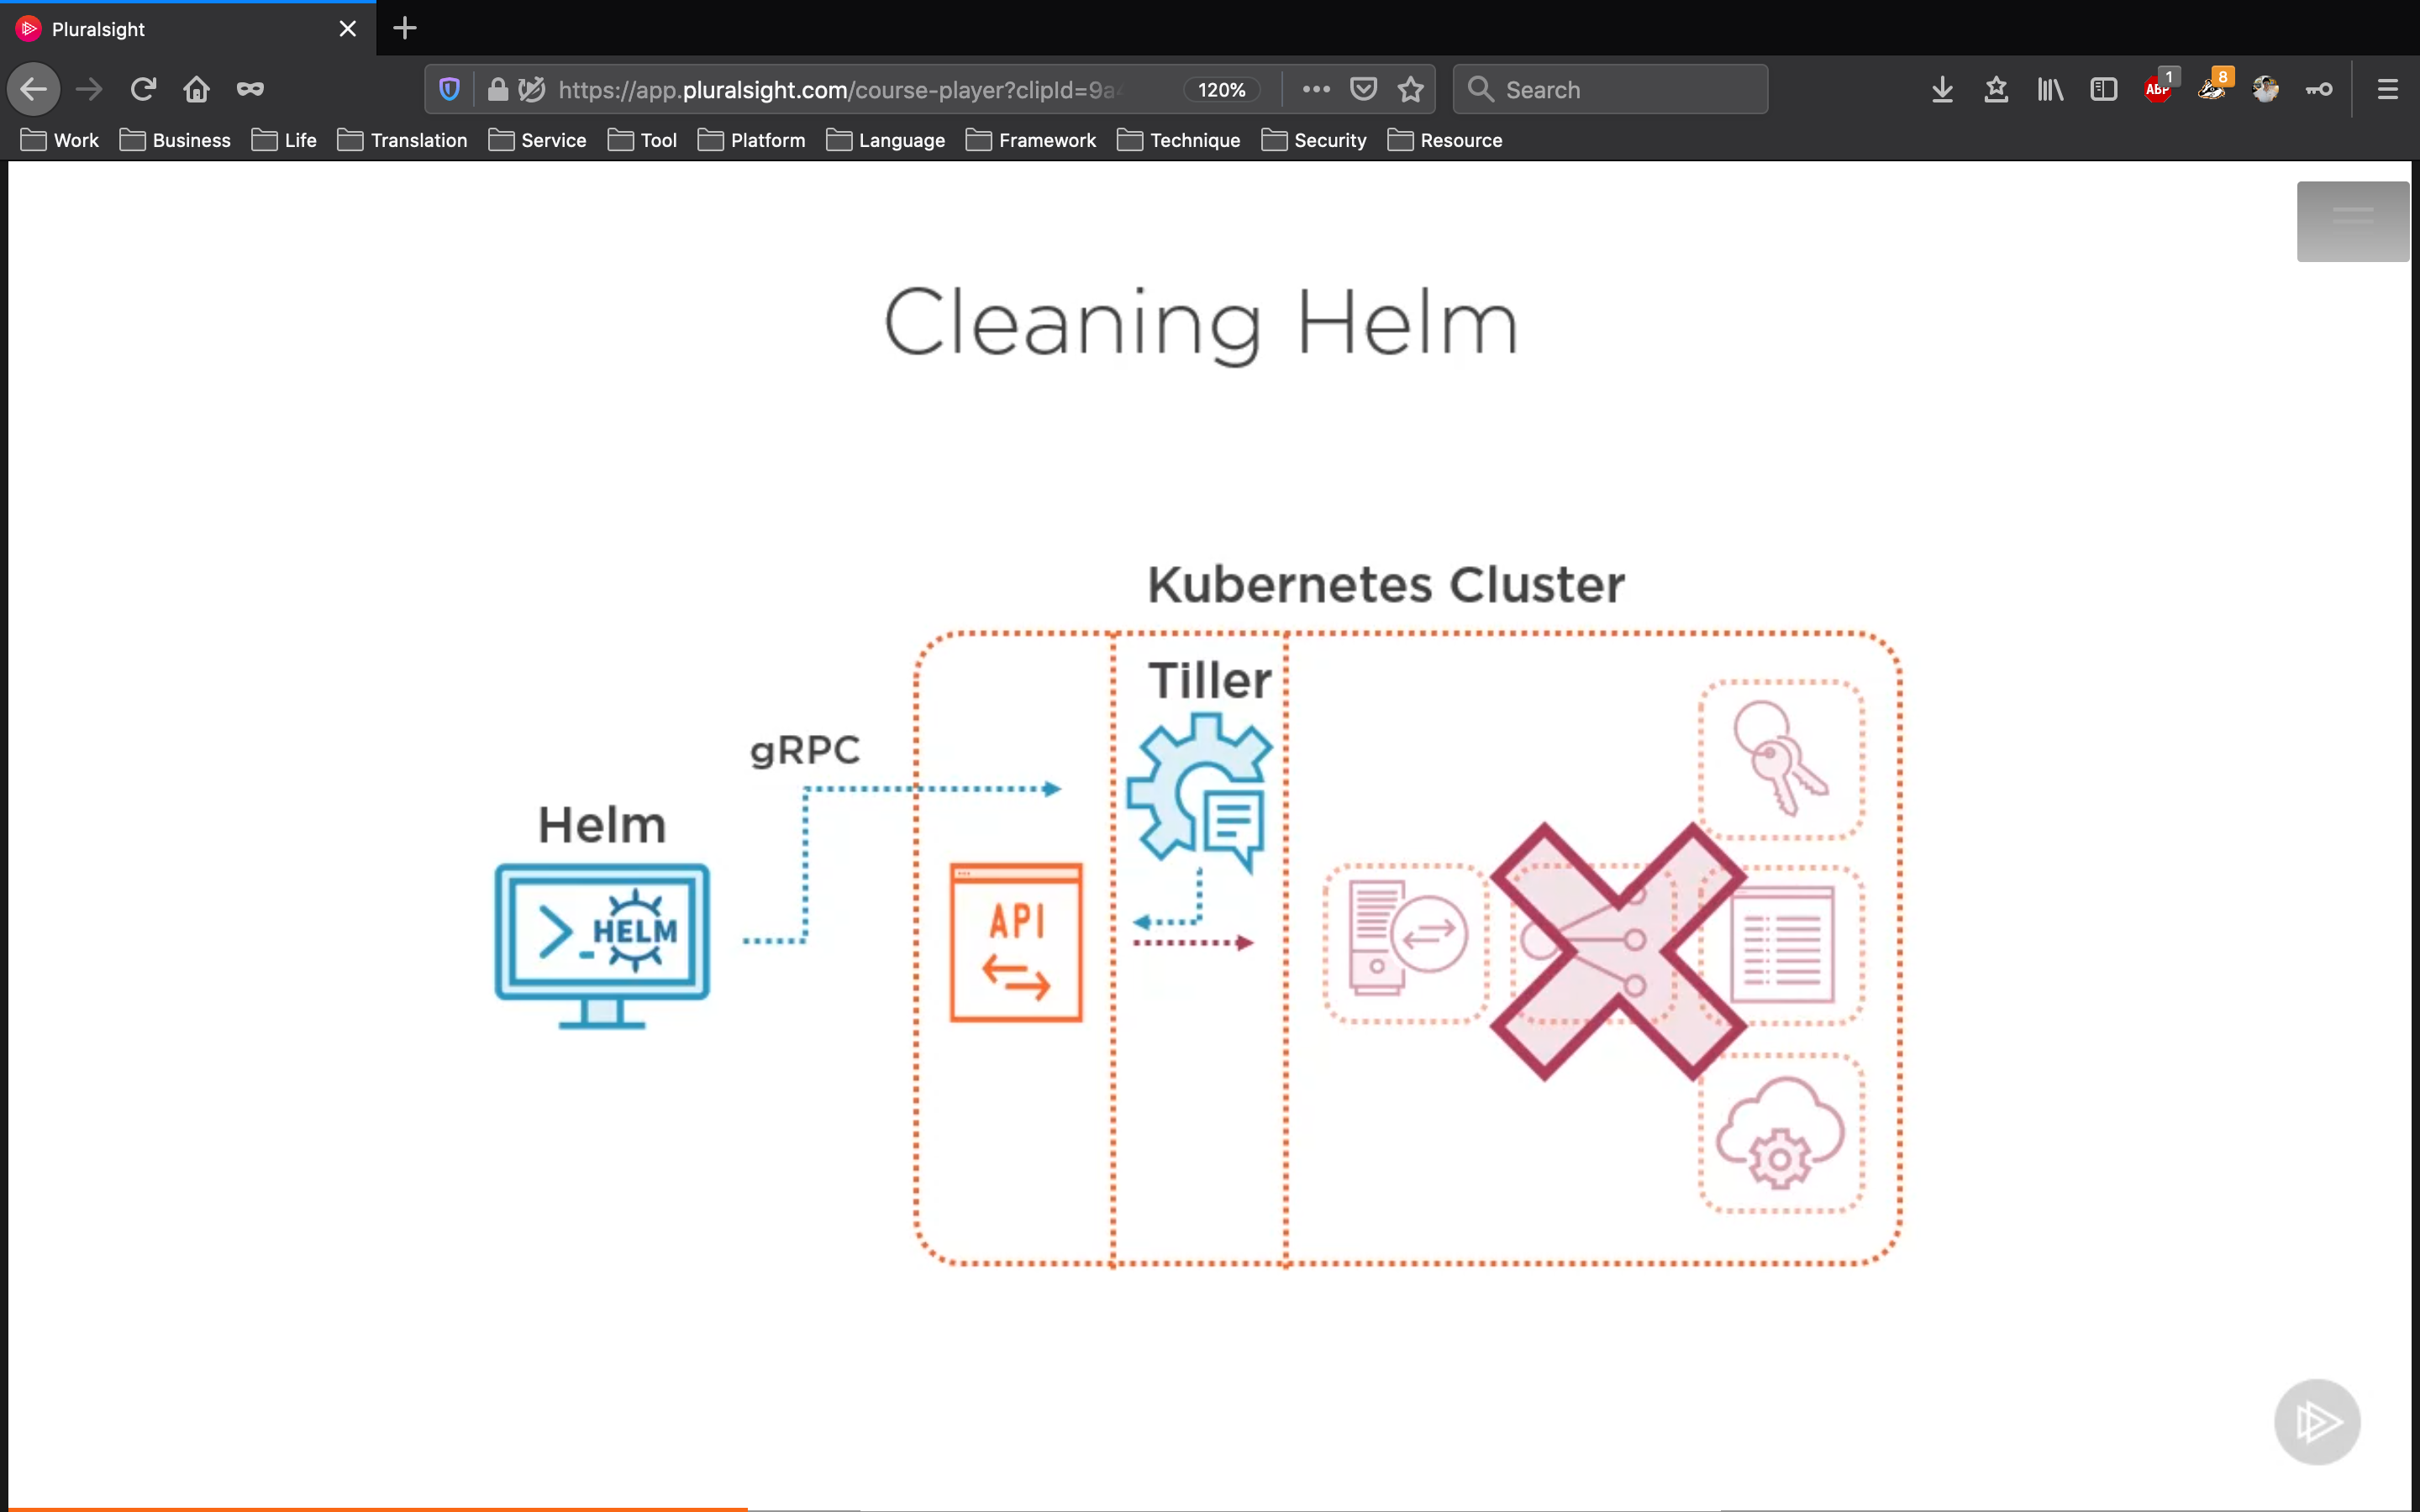 Pluralsight
https://app.pluralsight.com/course-player?clipId=9a
120%
Search
ABP
1
8
Work
Business
Life
Translation
Service
Tool
Platform
Language
Framework
Technique
Security
Resource
Cleaning Helm
Kubernetes Cluster
Tiller
gRPC
Helm
>_ HELM
API